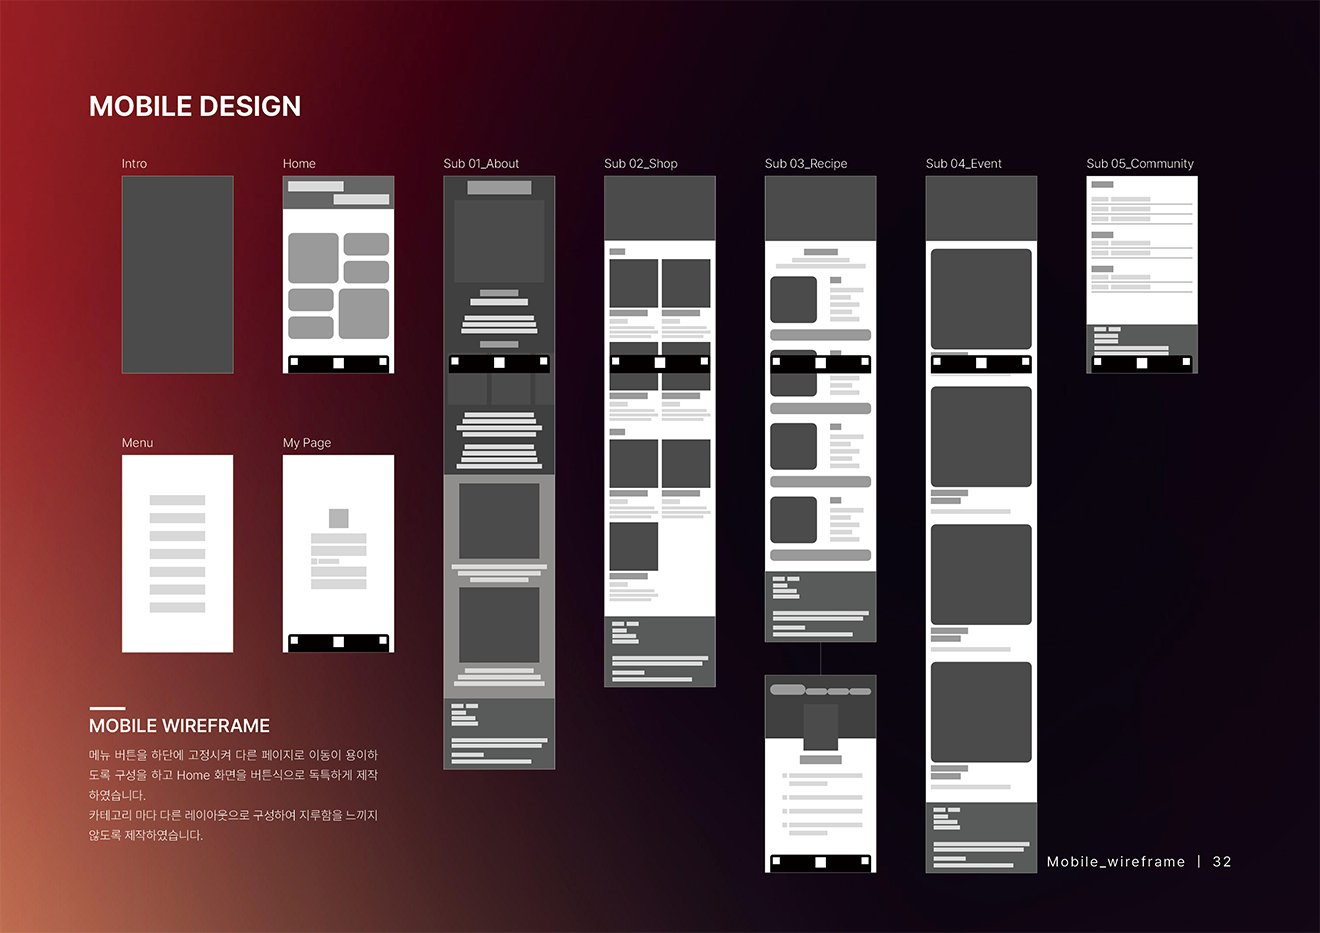 MOBILE DESIGN
Intro
Home
Sub 01_About
Sub 02_Shop
Sub 03_Recipe
Sub 04_Event
Sub 05_Community
Menu
My Page
MOBILE WIREFRAME
메뉴 버튼을 하단에 고정시켜 다른 페이지로 이동이 용이하
도록 구성을 하고 Home 화면을 버튼식으로 독특하게 제작
하였습니다.
카테고리 마다 다른 레이아웃으로 구성하여 지루함을 느끼지
않도록 제작하였습니다.
Mobile_wireframe | 32